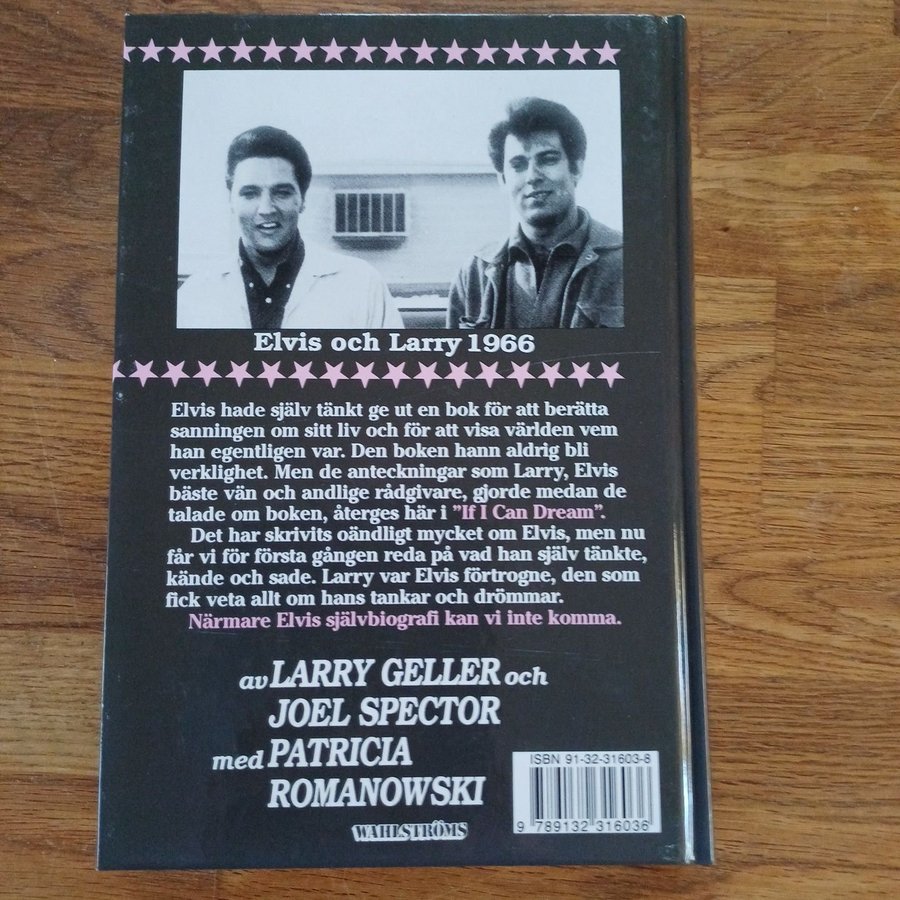 Elvis och Larry 1966
Elvis hade själv tänkt ge ut en bok för att berätta
sanningen om sitt liv och för att visa världen vem
han egentligen var. Den boken hann aldrig bli
verklighet. Men de anteckningar som Larry, Elvis
bäste vän och andlige rådgivare, gjorde medan de
talade om boken, återges här i ”If I Can Dream”.
Det har skrivits oändligt mycket om Elvis, men nu
får vi för första gången reda på vad han själv tänkte,
kände och sade. Larry var Elvis förtrogne, den som
fick veta allt om hans tankar och drömmar.
Närmare Elvis självbiografi kan vi inte komma.
av LARRY GELLER och
JOEL SPECTOR
med PATRICIA
ROMANOWSKI
WAHLSTRÖMS
ISBN 91-32-31603-8
9 789132 316036